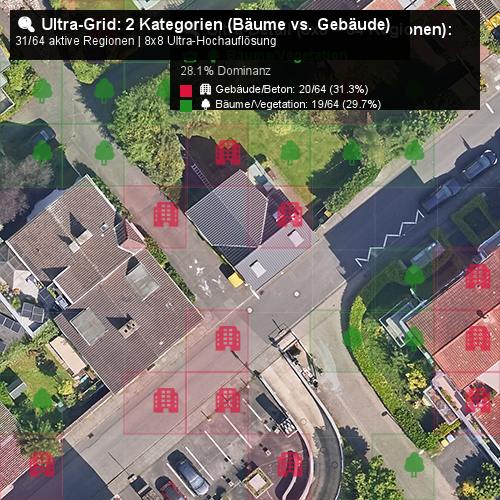 Ultra-Grid: 2 Kategorien (Bäume vs. Gebäude)
31/64 aktive Regionen | 8x8 Ultra-Hochauflösung
ionen):
28.1% Dominanz
Gebäude/Beton: 20/64 (31.3%)
Bäume/Vegetation: 19/64 (29.7%)